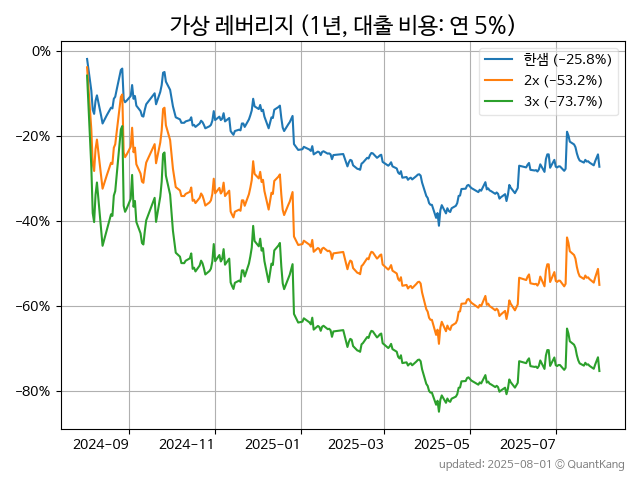 가상 레버리지 (1년, 대출 비용: 연 5%)
한샘 (−25.8%)
2x (−53.2%)
3x (−73.7%)
0%
−20%
−40%
−60%
−80%
2024-09 2024-11 2025-01 2025-03 2025-05 2025-07
updated: 2025-08-01 © QuantKang